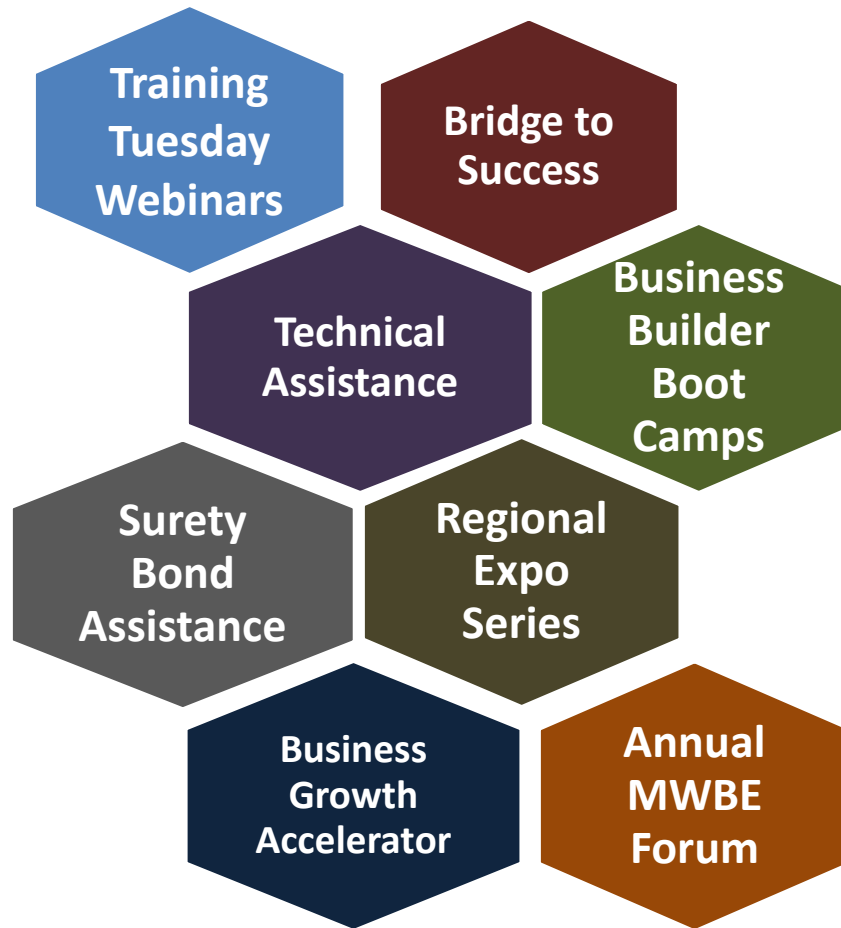 Training
Tuesday
Webinars
Bridge to
Success
Technical
Assistance
Business
Builder
Boot
Camps
Surety
Bond
Assistance
Regional
Expo
Series
Business
Growth
Accelerator
Annual
MWBE
Forum